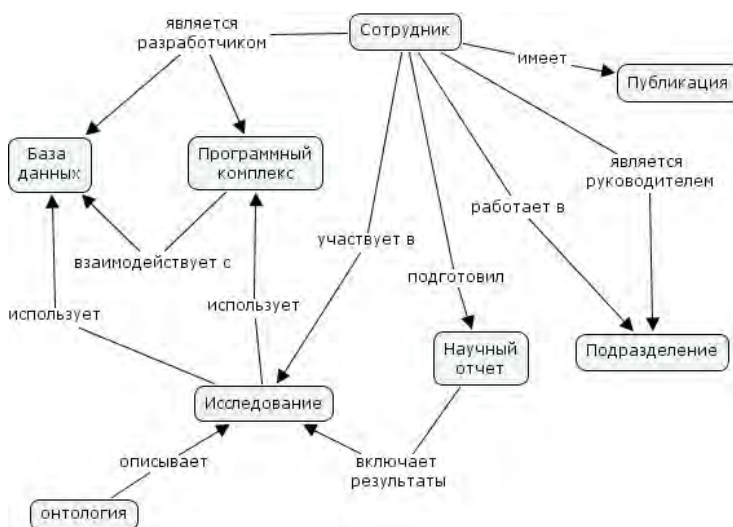 является
разработчиком
Сотрудник
имеет
Публикация
База
данных
Программный
комплекс
является
руководителем
работает в
участвует в
взаимодействует с
подготовил
использует
использует
Научный
отчет
Подразделение
Исследование
описывает
включает
результаты
онтология